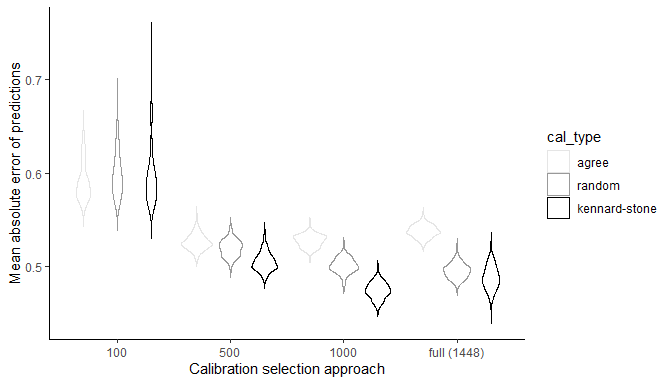 Mean absolute error of predictions
0.7
0.6
0.5
100
500
1000
full (1448)
Calibration selection approach
cal_type
agree
random
kennard-stone